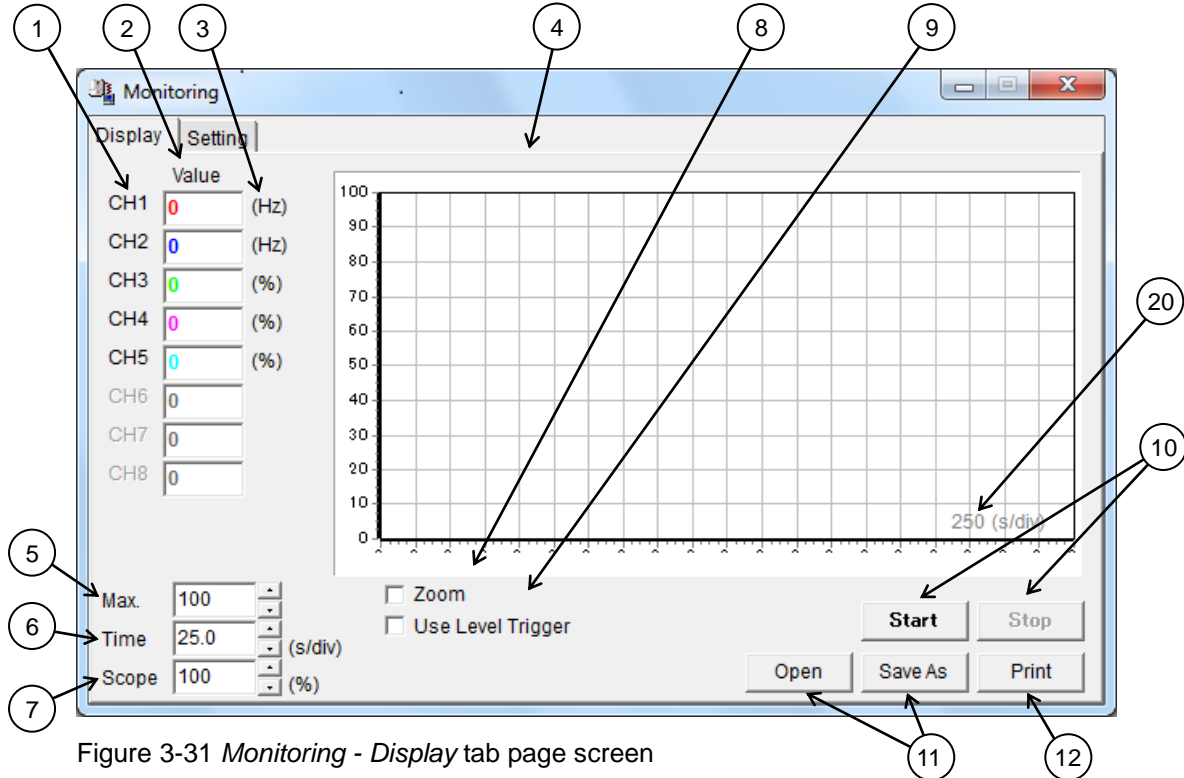 1 2 3 4 8 9
Monitoring
Display Setting
Value
CH1 0 (Hz)
CH2 0 (Hz)
CH3 0 (%)
CH4 0 (%)
CH5 0 (%)
CH6 0
CH7 0
CH8 0
100
90
80
70
60
50
40
30
20
10
0
250 (s/div)
20
10
5
6
7
Max. 100
Time 25.0 (s/div)
Scope 100 (%)
Zoom
Use Level Trigger
Start Stop
Open Save As Print
11 12
Figure 3-31 Monitoring - Display tab page screen